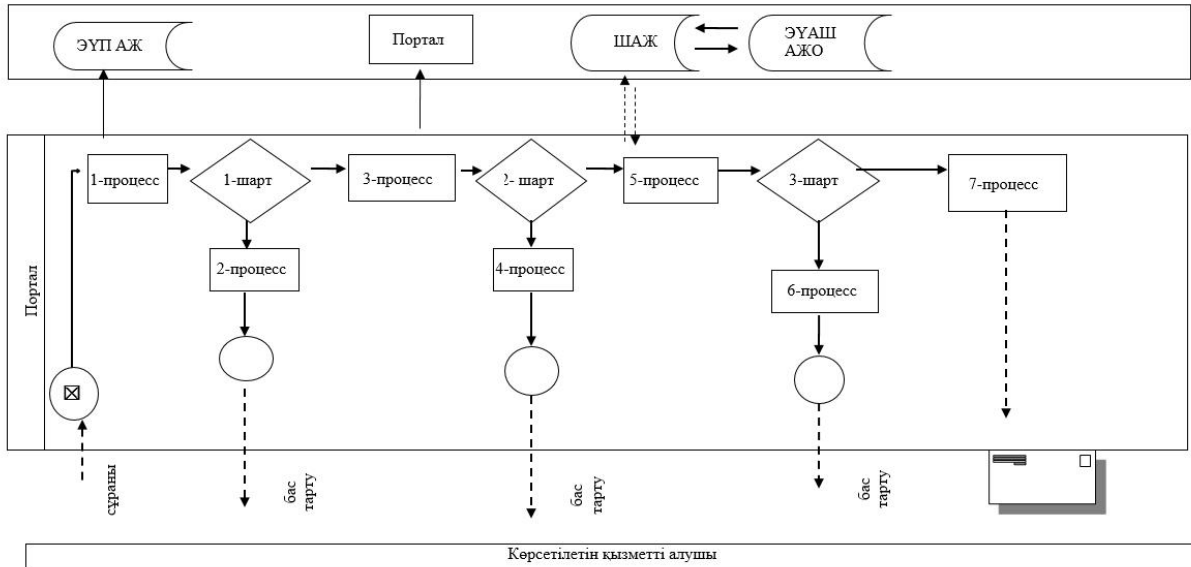 ЭҮП АЖ
Портал
ШАЖ
ЭҮАШ
АЖО
Портал
1-процесс
1-шарт
3-процесс
2- шарт
5-процесс
3-шарт
7-процесс
2-процесс
4-процесс
6-процесс
сұраны
бас
тарту
бас
тарту
бас
тарту
Көрсетілетін қызметті алушы